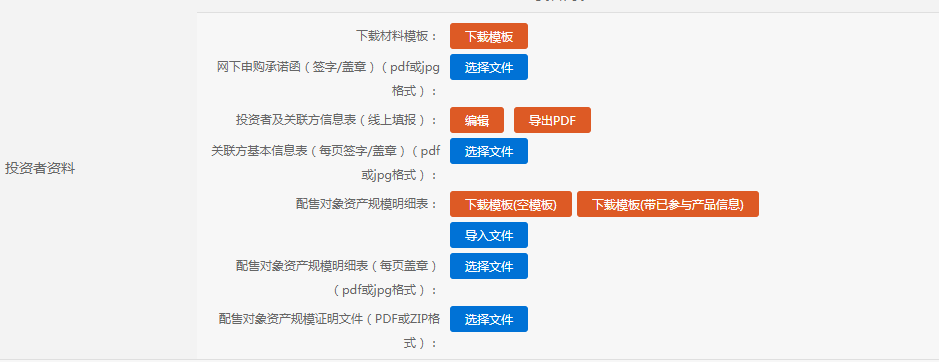 下载材料模板：
下载模板
网下申购承诺函（签字/盖章）（pdf或jpg
格式）：
选择文件
投资者及关联方信息表（线上填报）：
编辑
导出PDF
关联方基本信息表（每页签字/盖章）（pdf
或jpg格式）：
选择文件
投资者资料
配售对象资产规模明细表：
下载模板(空模板)
下载模板(带已参与产品信息)
导入文件
配售对象资产规模明细表（每页盖章）
（pdf或jpg格式）：
选择文件
配售对象资产规模证明文件（PDF或ZIP格
式）：
选择文件